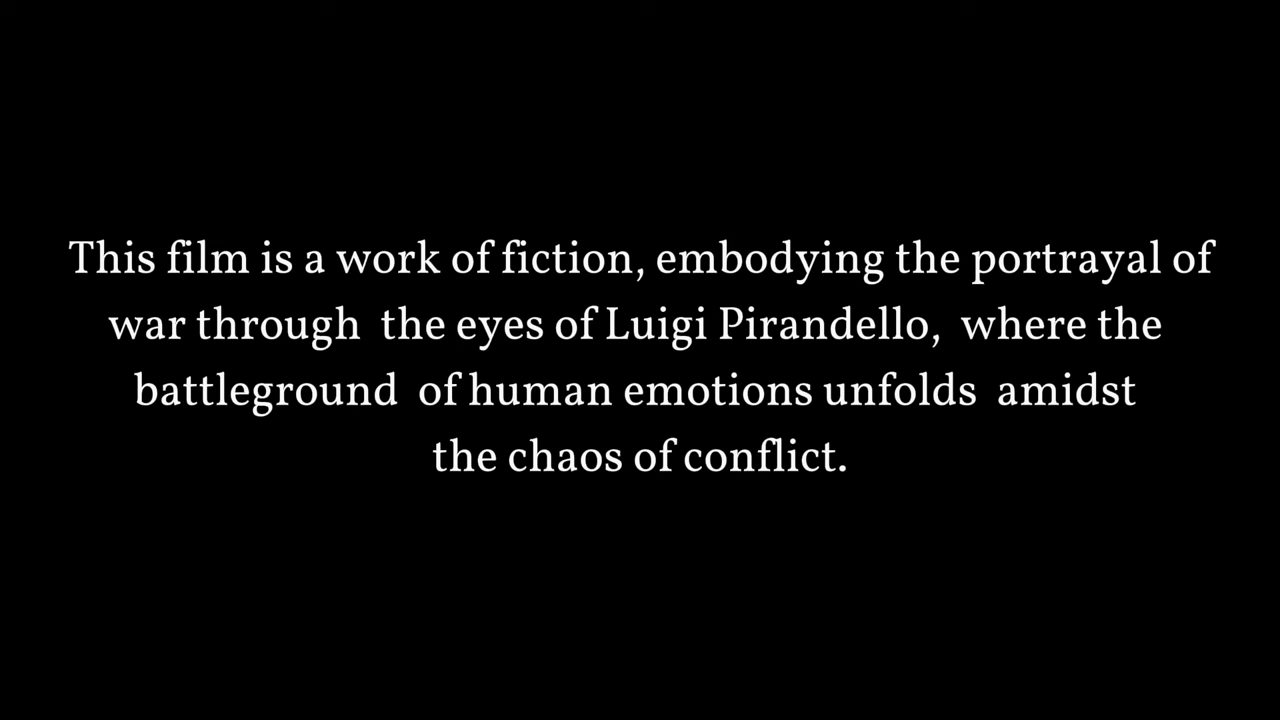 This film is a work of fiction, embodying the portrayal of
war through  the eyes of Luigi Pirandello,  where the
battleground  of human emotions unfolds  amidst
the chaos of conflict.